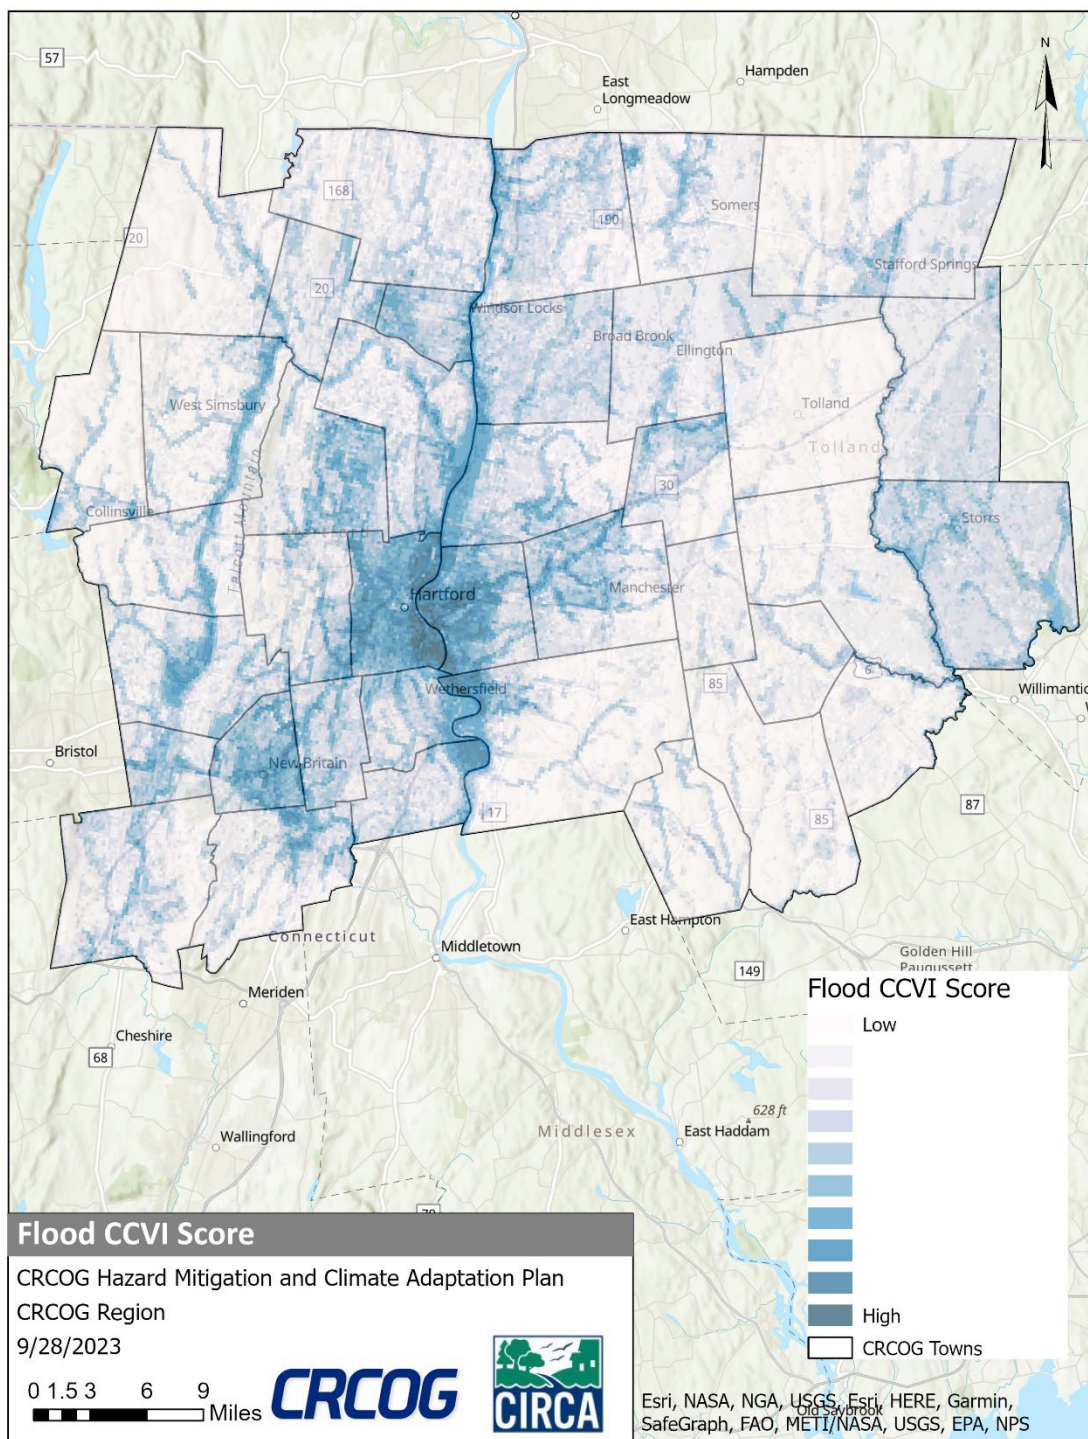 57
Hampden
East
Longmeadow
N
168
190
Somers
20
Stafford Springs
20
Windsor Locks
Broad Brook
Ellington
West Simsbury
Tolland
Tolland
Talcott Mountain
30
Collinsville
Storrs
Manchester
Hartford
Wethersfield
85
6
Willimantic
Bristol
New Britain
17
85
87
East Hampton
Connecticut
Middletown
Golden Hill
Paugussett
149
Meriden
Cheshire
68
628 ft
East Haddam
Middlesex
Wallingford
Flood CCVI Score
Low
High
CRCOG Towns
Flood CCVI Score
CRCOG Hazard Mitigation and Climate Adaptation Plan
CRCOG Region
9/28/2023
0 1.5 3 6 9
Miles
CRCOG
CIRCA
Old Saybrook
Esri, NASA, NGA, USGS, Esri, HERE, Garmin,
SafeGraph, FAO, METI/NASA, USGS, EPA, NPS